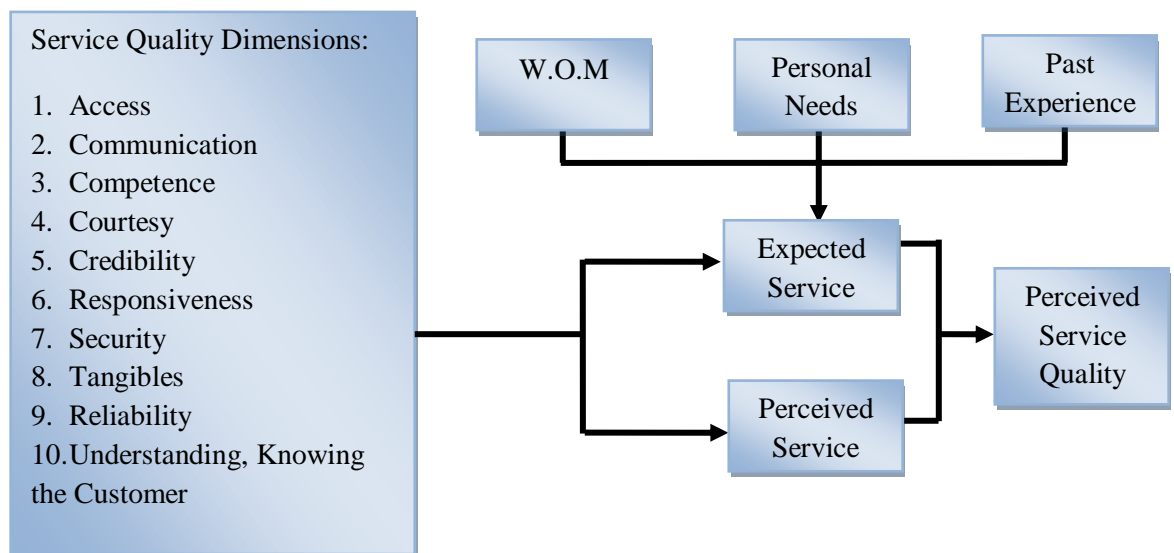 Service Quality Dimensions:
1. Access
2. Communication
3. Competence
4. Courtesy
5. Credibility
6. Responsiveness
7. Security
8. Tangibles
9. Reliability
10.Understanding, Knowing
the Customer
W.O.M
Personal
Needs
Past
Experience
Expected
Service
Perceived
Service
Perceived
Service
Quality